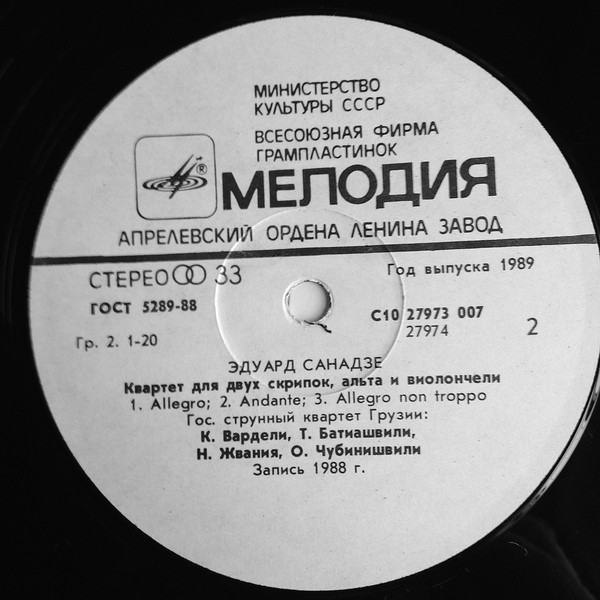 МИНИСТЕРСТВО
КУЛЬТУРЫ СССР
ВСЕСОЮЗНАЯ ФИРМА
ГРАМПЛАСТИНОК
®
МЕЛОДИЯ
АПРЕЛЕВСКИЙ ОРДЕНА ЛЕНИНА ЗАВОД
СТЕРЕО 33
Год выпуска 1989
ГОСТ 5289-88
С10 27973 007
27974
2
Гр. 2. 1-20
ЭДУАРД САНАДЗЕ
Квартет для двух скрипок, альта и виолончели
1. Allegro; 2. Andante; 3. Allegro non troppo
Гос. струнный квартет Грузии:
К. Вардели, Т. Батиашвили,
Н. Жвания, О. Чубинишвили
Запись 1988 г.